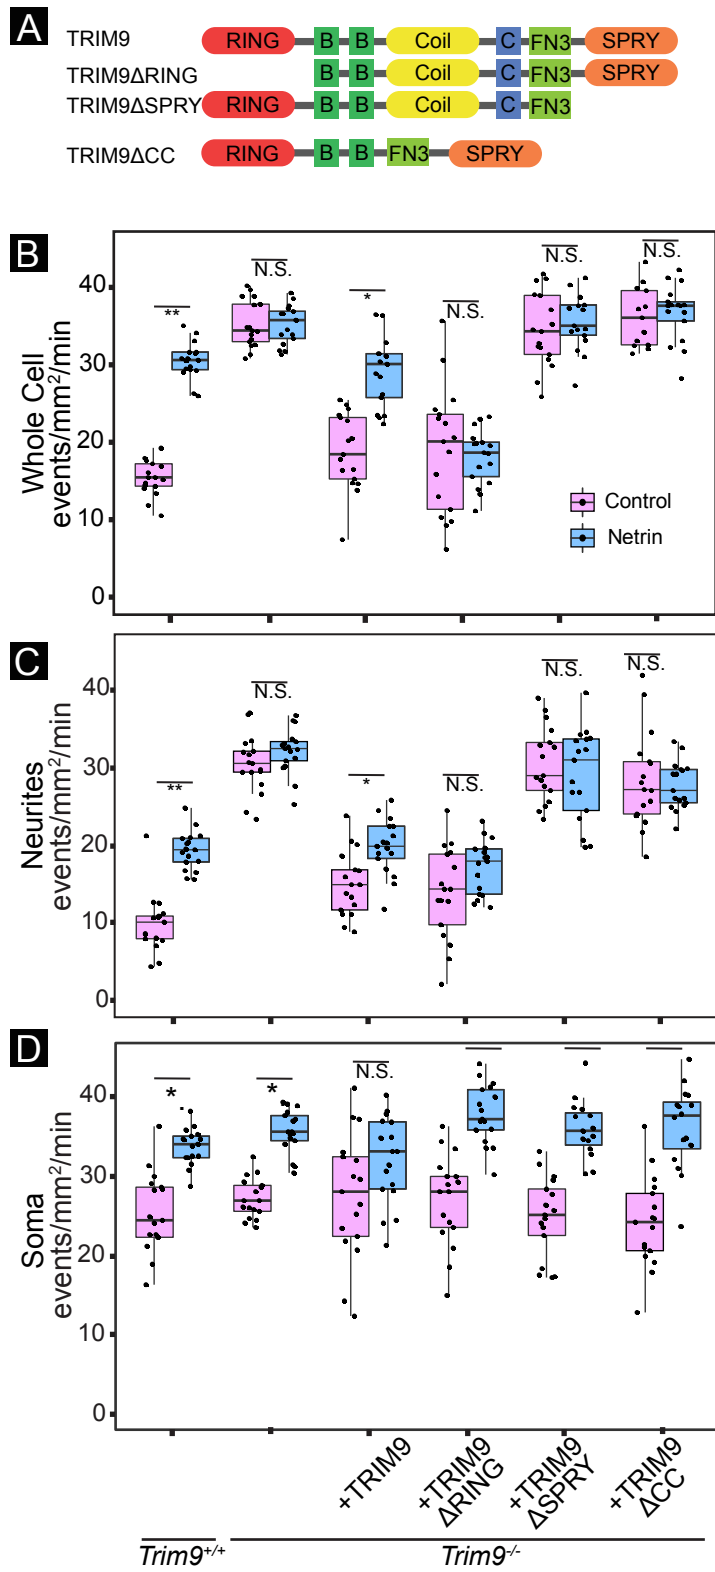 A
TRIM9 RING B B Coil C FN3 SPRY
TRIM9ΔRING B B Coil C FN3 SPRY
TRIM9ΔSPRY RING B B Coil C FN3
TRIM9ΔCC RING B B FN3 SPRY
B
Whole Cell
events/mm²/min
40
30
20
10
0
**
N.S.
*
N.S.
N.S.
N.S.
Control
Netrin
C
Neurites
events/mm²/min
40
30
20
10
0
**
N.S.
*
N.S.
N.S.
N.S.
D
Soma
events/mm²/min
40
30
20
10
0
*
*
N.S.
+TRIM9
+TRIM9
ΔRING
+TRIM9
ΔSPRY
+TRIM9
ΔCC
Trim9+/+
Trim9-/-